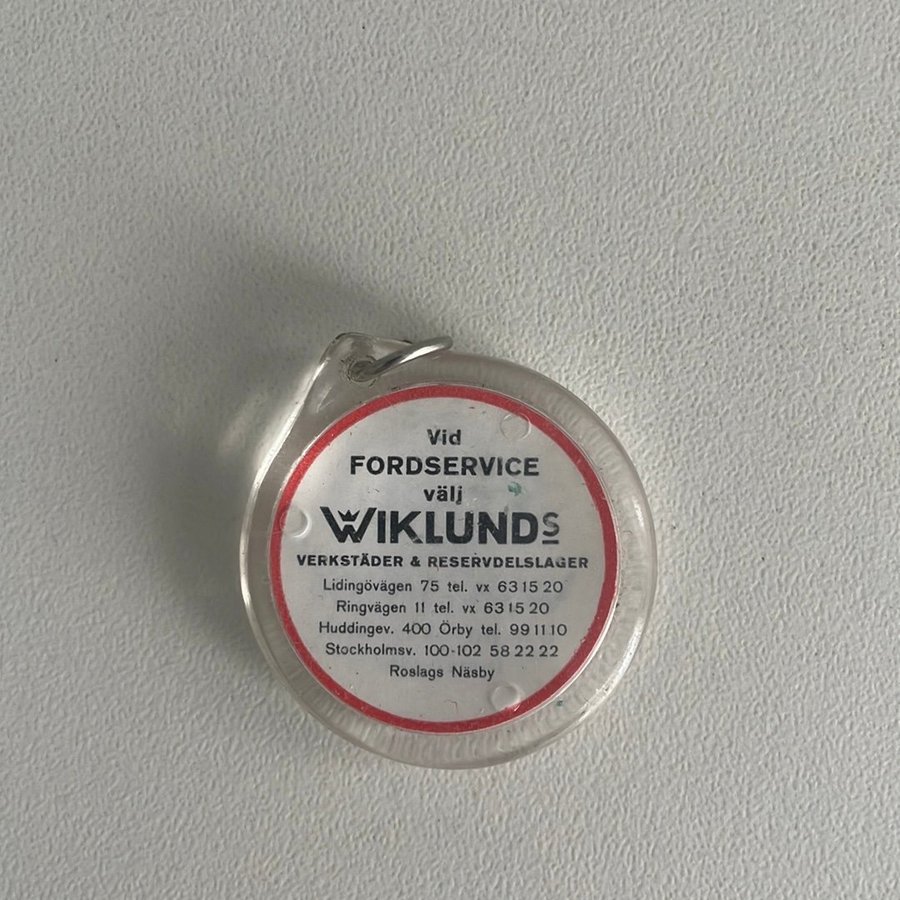 Vid
FORDSERVICE
välj
WIKLUNDS
VERKSTÄDER & RESERVDELSLAGER
Lidingövägen 75 tel. vx 63 15 20
Ringvägen 11 tel. vx 63 15 20
Huddingev. 400 Örby tel. 99 11 10
Stockholmsv. 100-102 58 22 22
Roslags Näsby